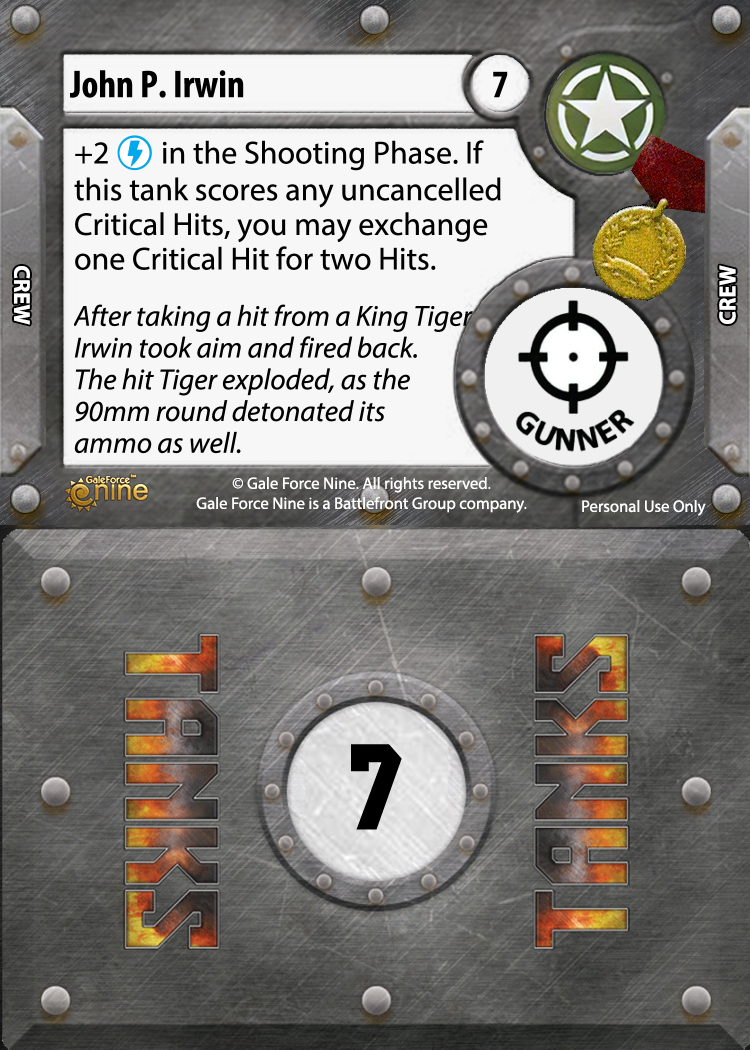 John P. Irwin
7
+2 in the Shooting Phase. If
this tank scores any uncancelled
Critical Hits, you may exchange
one Critical Hit for two Hits.
After taking a hit from a King Tiger
Irwin took aim and fired back.
The hit Tiger exploded, as the
90mm round detonated its
ammo as well.
CREW
CREW
GUNNER
GaleForce™
nine
© Gale Force Nine. All rights reserved.
Gale Force Nine is a Battlefront Group company.
Personal Use Only
TANKS
7
TANKS